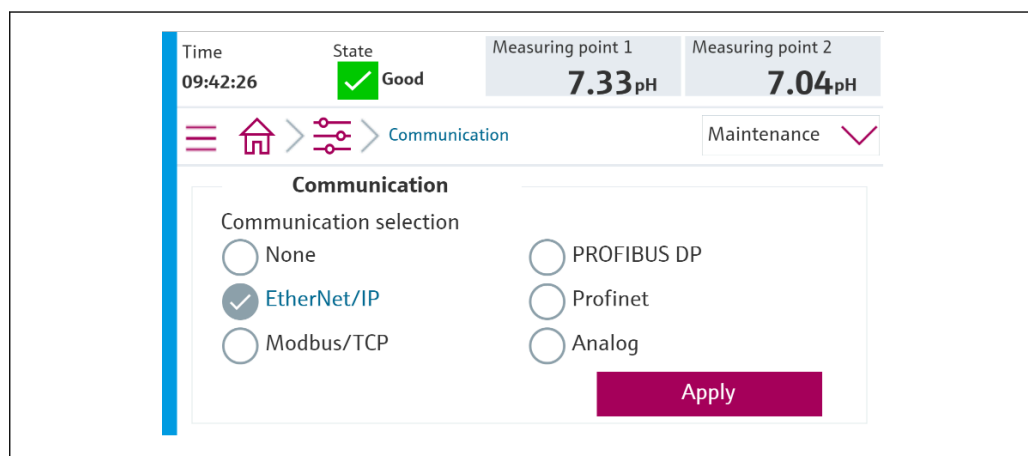 Time State Measuring point 1 Measuring point 2
09:42:26 Good 7.33pH 7.04pH
Communication Maintenance
Communication
Communication selection
None PROFIBUS DP
EtherNet/IP Profinet
Modbus/TCP Analog
Apply